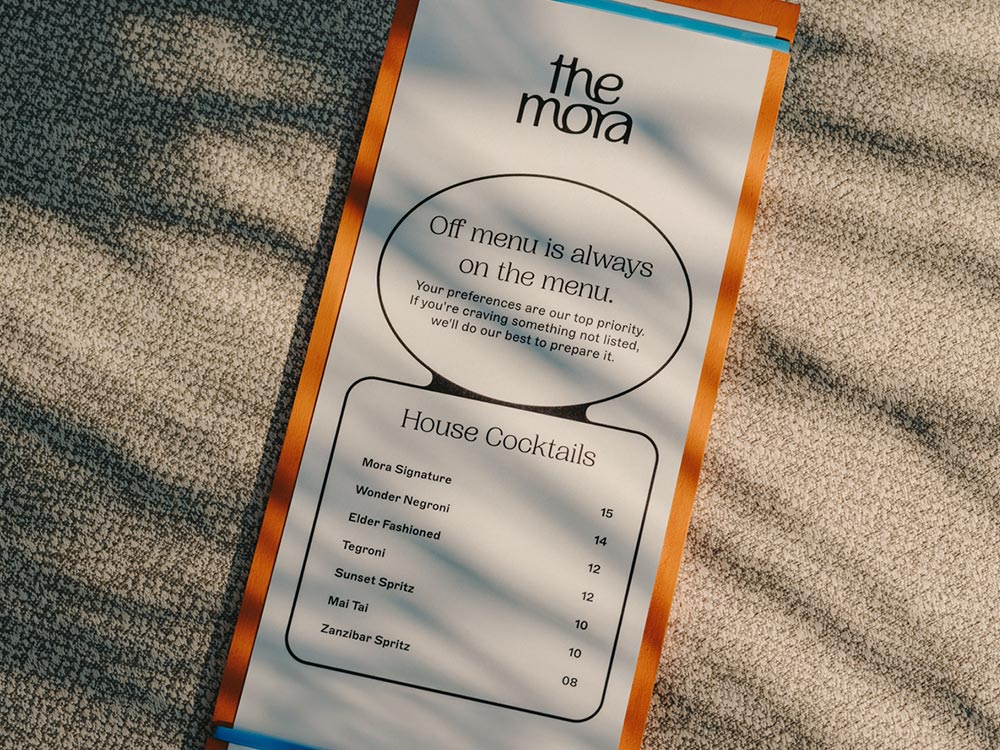 the
mora
Off menu is always
on the menu.
Your preferences are our top priority.
If you're craving something not listed,
we'll do our best to prepare it.
House Cocktails
Mora Signature 15
Wonder Negroni 14
Elder Fashioned 12
Tegroni 12
Sunset Spritz 10
Mai Tai 10
Zanzibar Spritz 08